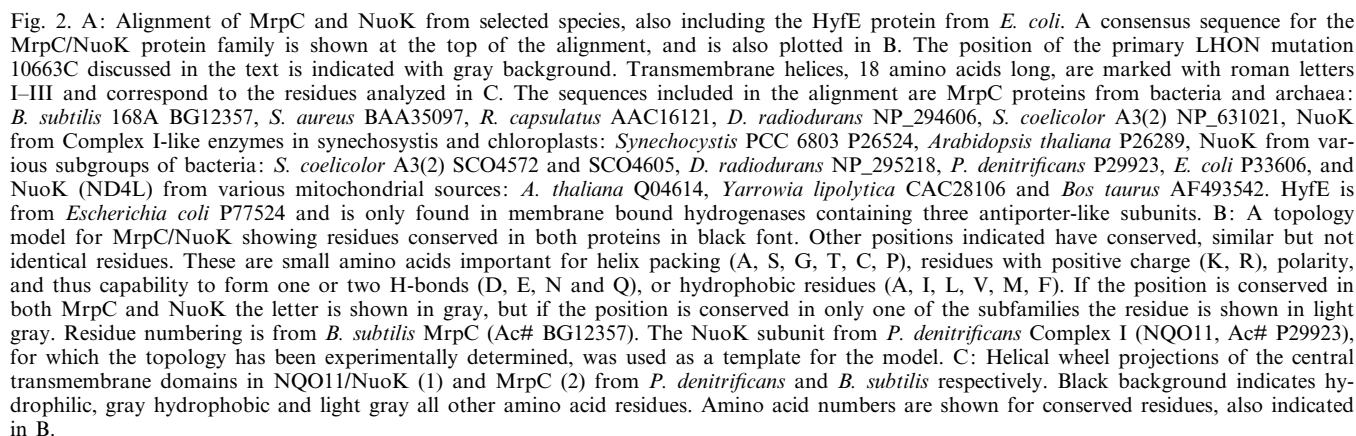 Fig. 2. A: Alignment of MrpC and NuoK from selected species, also including the HyfE protein from E. coli. A consensus sequence for the
MrpC/NuoK protein family is shown at the top of the alignment, and is also plotted in B. The position of the primary LHON mutation
10663C discussed in the text is indicated with gray background. Transmembrane helices, 18 amino acids long, are marked with roman letters
I–III and correspond to the residues analyzed in C. The sequences included in the alignment are MrpC proteins from bacteria and archaea:
B. subtilis 168A BG12357, S. aureus BAA35097, R. capsulatus AAC16121, D. radiodurans NP_294606, S. coelicolor A3(2) NP_631021, NuoK
from Complex I-like enzymes in synechocystis and chloroplasts: Synechocystis PCC 6803 P26524, Arabidopsis thaliana P26289, NuoK from var-
ious subgroups of bacteria: S. coelicolor A3(2) SCO4572 and SCO4605, D. radiodurans NP_295218, P. denitrificans P29923, E. coli P33606, and
NuoK (ND4L) from various mitochondrial sources: A. thaliana Q04614, Yarrowia lipolytica CAC28106 and Bos taurus AF493542. HyfE is
from Escherichia coli P77524 and is only found in membrane bound hydrogenases containing three antiporter-like subunits. B: A topology
model for MrpC/NuoK showing residues conserved in both proteins in black font. Other positions indicated have conserved, similar but not
identical residues. These are small amino acids important for helix packing (A, S, G, T, C, P), residues with positive charge (K, R), polarity,
and thus capability to form one or two H-bonds (D, E, N and Q), or hydrophobic residues (A, I, L, V, M, F). If the position is conserved in
both MrpC and NuoK the letter is shown in gray, but if the position is conserved in only one of the subfamilies the residue is shown in light
gray. Residue numbering is from B. subtilis MrpC (Ac# BG12357). The NuoK subunit from P. denitrificans Complex I (NQO11, Ac# P29923),
for which the topology has been experimentally determined, was used as a template for the model. C: Helical wheel projections of the central
transmembrane domains in NQO11/NuoK (1) and MrpC (2) from P. denitrificans and B. subtilis respectively. Black background indicates hy-
drophilic, gray hydrophobic and light gray all other amino acid residues. Amino acid numbers are shown for conserved residues, also indicated
in B.